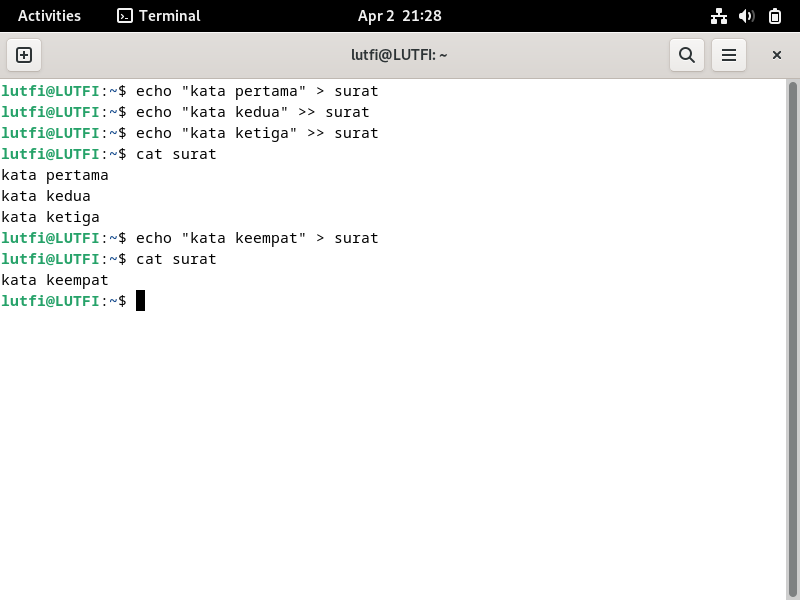 Activities Terminal Apr 2 21:28
lutfi@LUTFI: ~
lutfi@LUTFI:~$ echo "kata pertama" > surat
lutfi@LUTFI:~$ echo "kata kedua" >> surat
lutfi@LUTFI:~$ echo "kata ketiga" >> surat
lutfi@LUTFI:~$ cat surat
kata pertama
kata kedua
kata ketiga
lutfi@LUTFI:~$ echo "kata keempat" > surat
lutfi@LUTFI:~$ cat surat
kata keempat
lutfi@LUTFI:~$